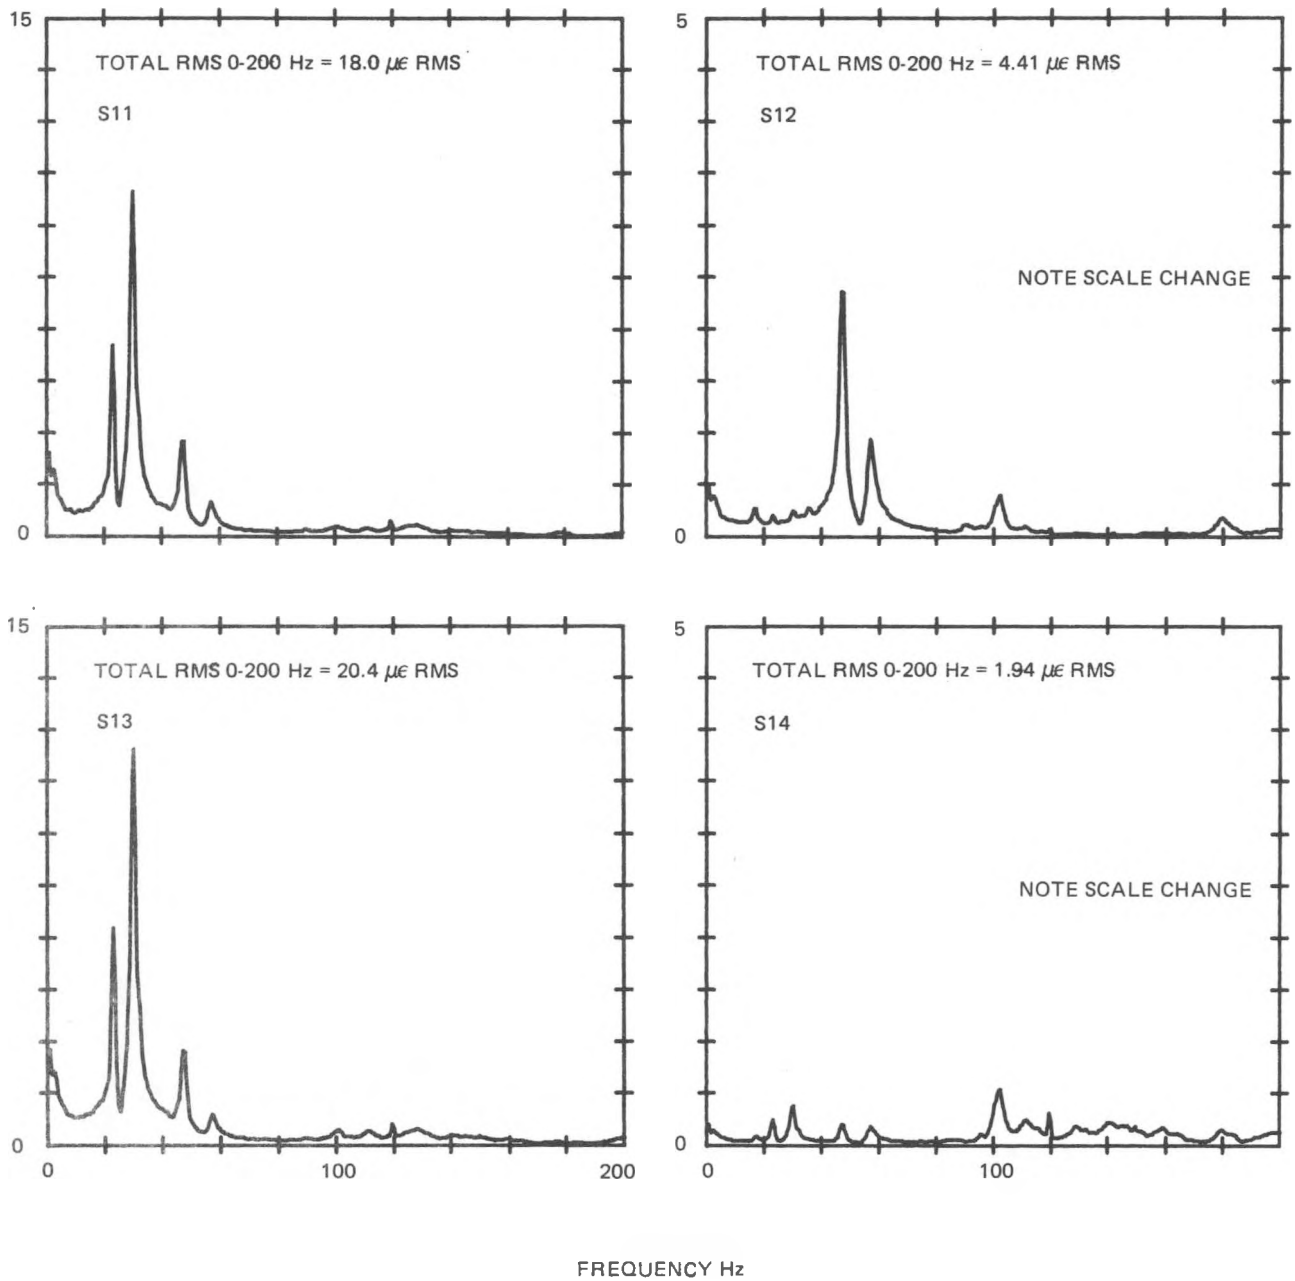 15
TOTAL RMS 0-200 Hz = 18.0 µϵ RMS
S11
0
5
TOTAL RMS 0-200 Hz = 4.41 µϵ RMS
S12
NOTE SCALE CHANGE
0
15
TOTAL RMS 0-200 Hz = 20.4 µϵ RMS
S13
0
0 100 200
5
TOTAL RMS 0-200 Hz = 1.94 µϵ RMS
S14
NOTE SCALE CHANGE
0
0 100
FREQUENCY Hz